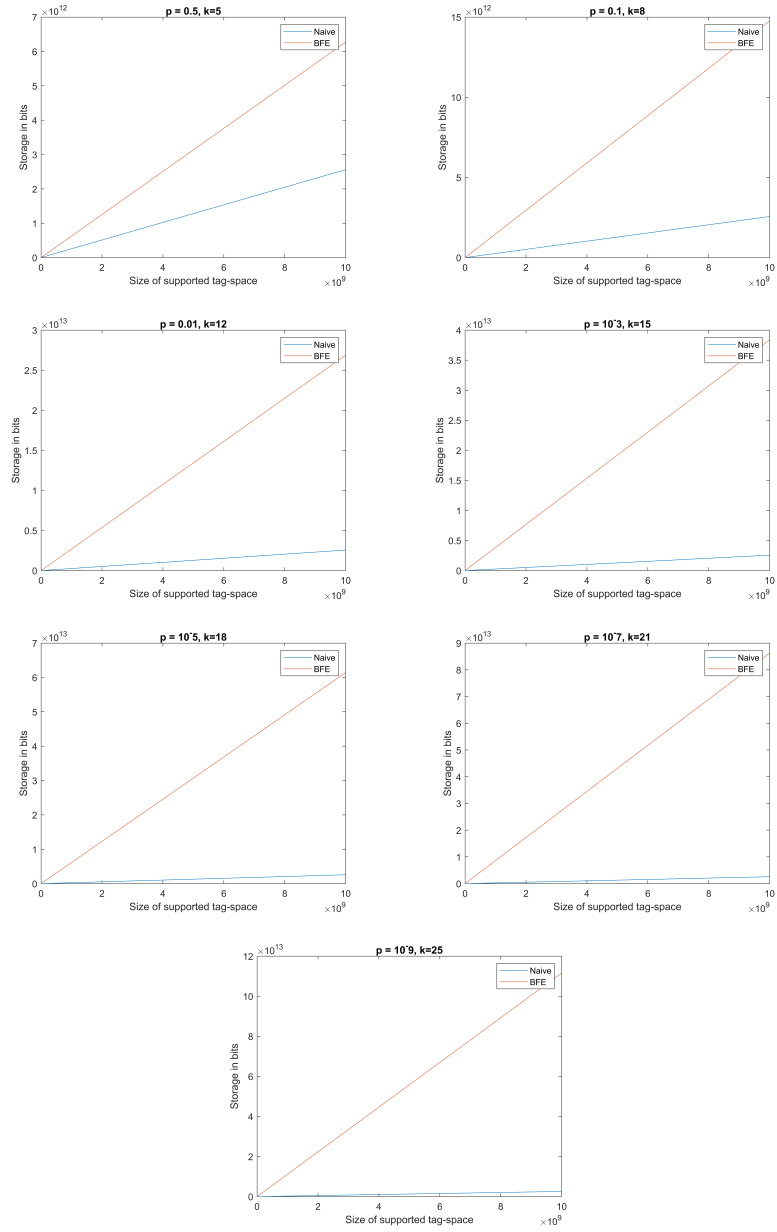 p = 0.5, k=5
×10^12
7
6
5
4
3
2
1
0
Storage in bits
Naive
BFE
0 2 4 6 8 10
Size of supported tag-space
×10^9
p = 0.1, k=8
×10^12
15
10
5
0
Storage in bits
Naive
BFE
0 2 4 6 8 10
Size of supported tag-space
×10^9
p = 0.01, k=12
×10^13
3
2.5
2
1.5
1
0.5
0
Storage in bits
Naive
BFE
0 2 4 6 8 10
Size of supported tag-space
×10^9
p = 10^-3, k=15
×10^13
4
3.5
3
2.5
2
1.5
1
0.5
0
Storage in bits
Naive
BFE
0 2 4 6 8 10
Size of supported tag-space
×10^9
p = 10^-5, k=18
×10^13
7
6
5
4
3
2
1
0
Storage in bits
Naive
BFE
0 2 4 6 8 10
Size of supported tag-space
×10^9
p = 10^-7, k=21
×10^13
9
8
7
6
5
4
3
2
1
0
Storage in bits
Naive
BFE
0 2 4 6 8 10
Size of supported tag-space
×10^9
p = 10^-9, k=25
×10^13
12
10
8
6
4
2
0
Storage in bits
Naive
BFE
0 2 4 6 8 10
Size of supported tag-space
×10^9